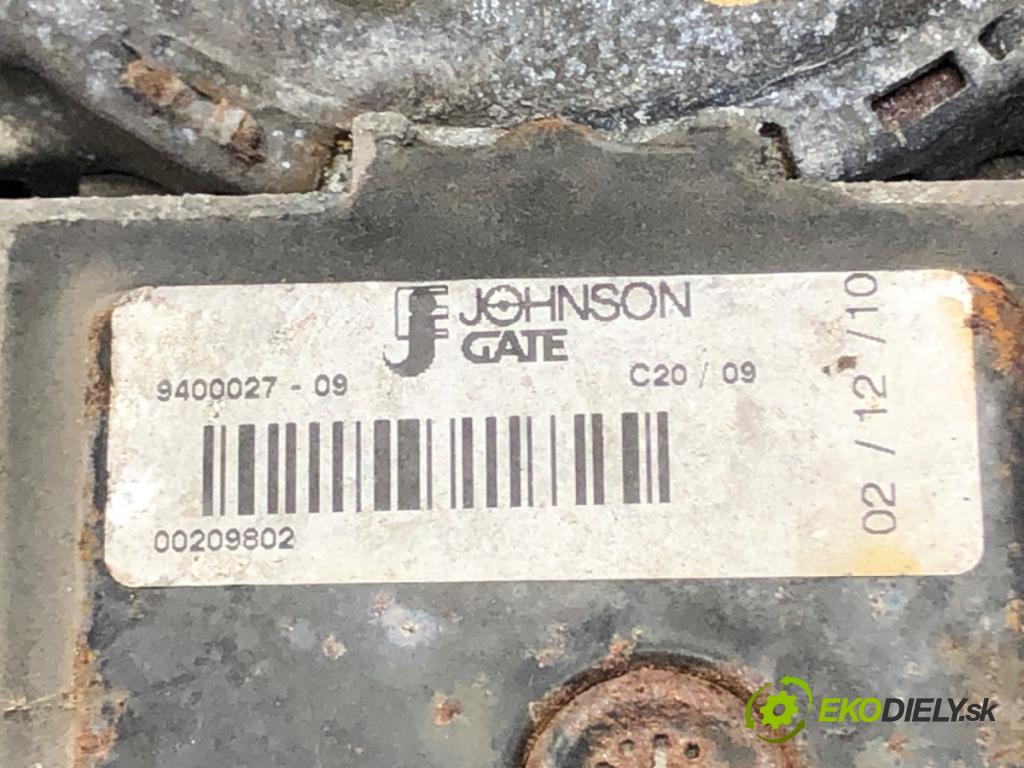 JOHNSON
GATE
9400027 - 09
C20 / 09
02 / 12 / 10
00209802
EKODIELY.sk